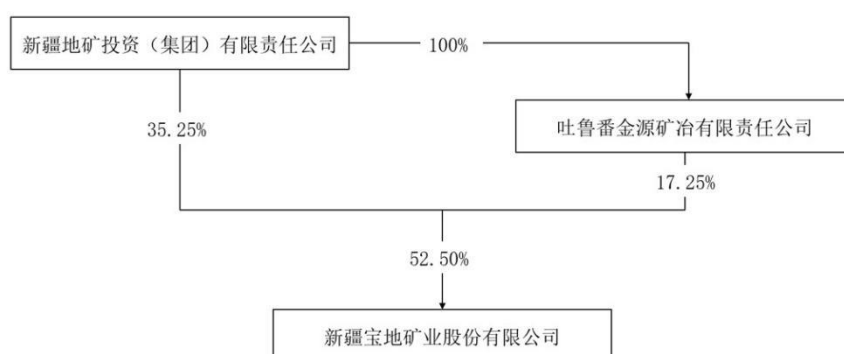 新疆地矿投资（集团）有限责任公司
100%
35.25%
吐鲁番金源矿冶有限责任公司
17.25%
52.50%
新疆宝地矿业股份有限公司